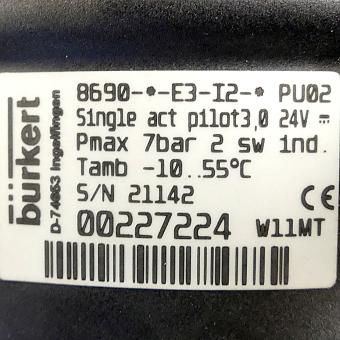 bürkert
D-74653 Ingelfingen
8690-*-E3-I2-* PU02
Single act pilot3,0 24V ⎓
Pmax 7bar 2 sw ind.
Tamb -10..55°C
S/N 21142
CE
00227224 W11MT